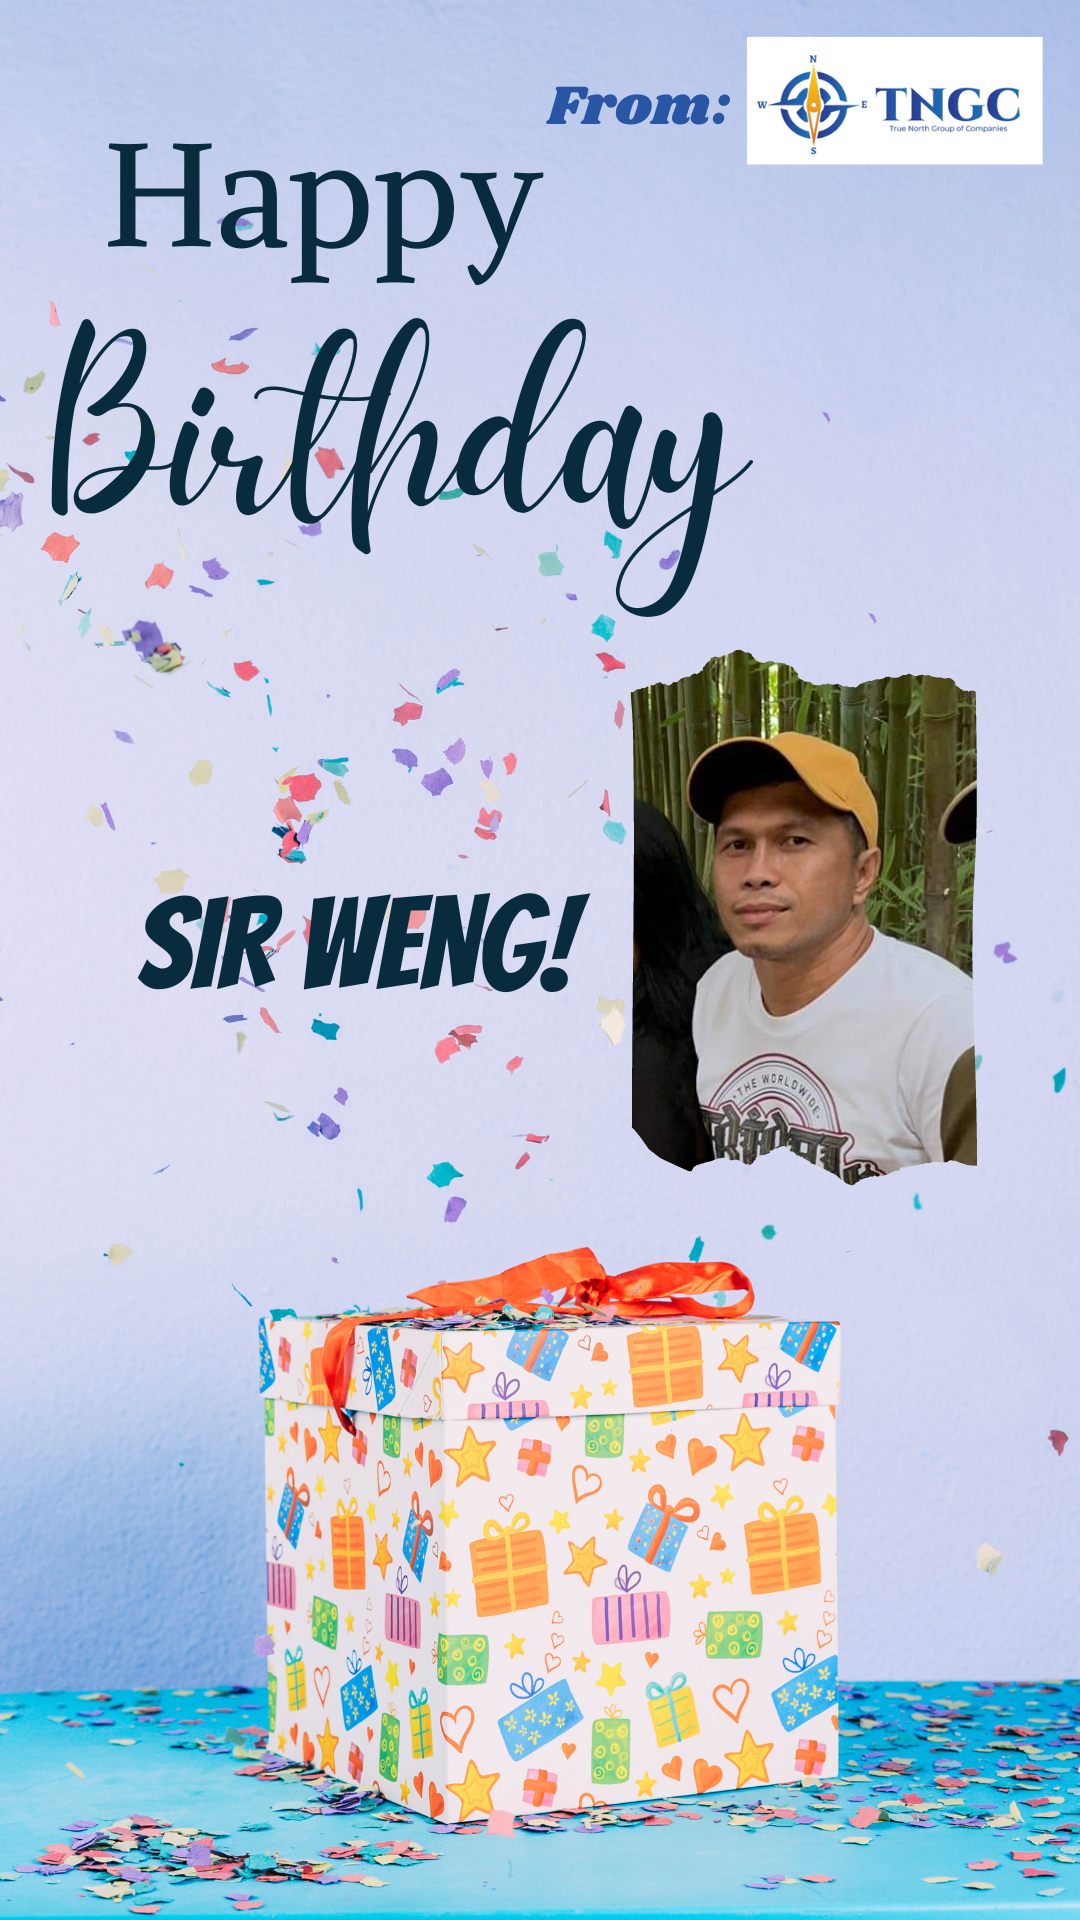 From:
N
W E
S
TNGC
True North Group of Companies
Happy
Birthday
SIR WENG!
THE WORLDWIDE